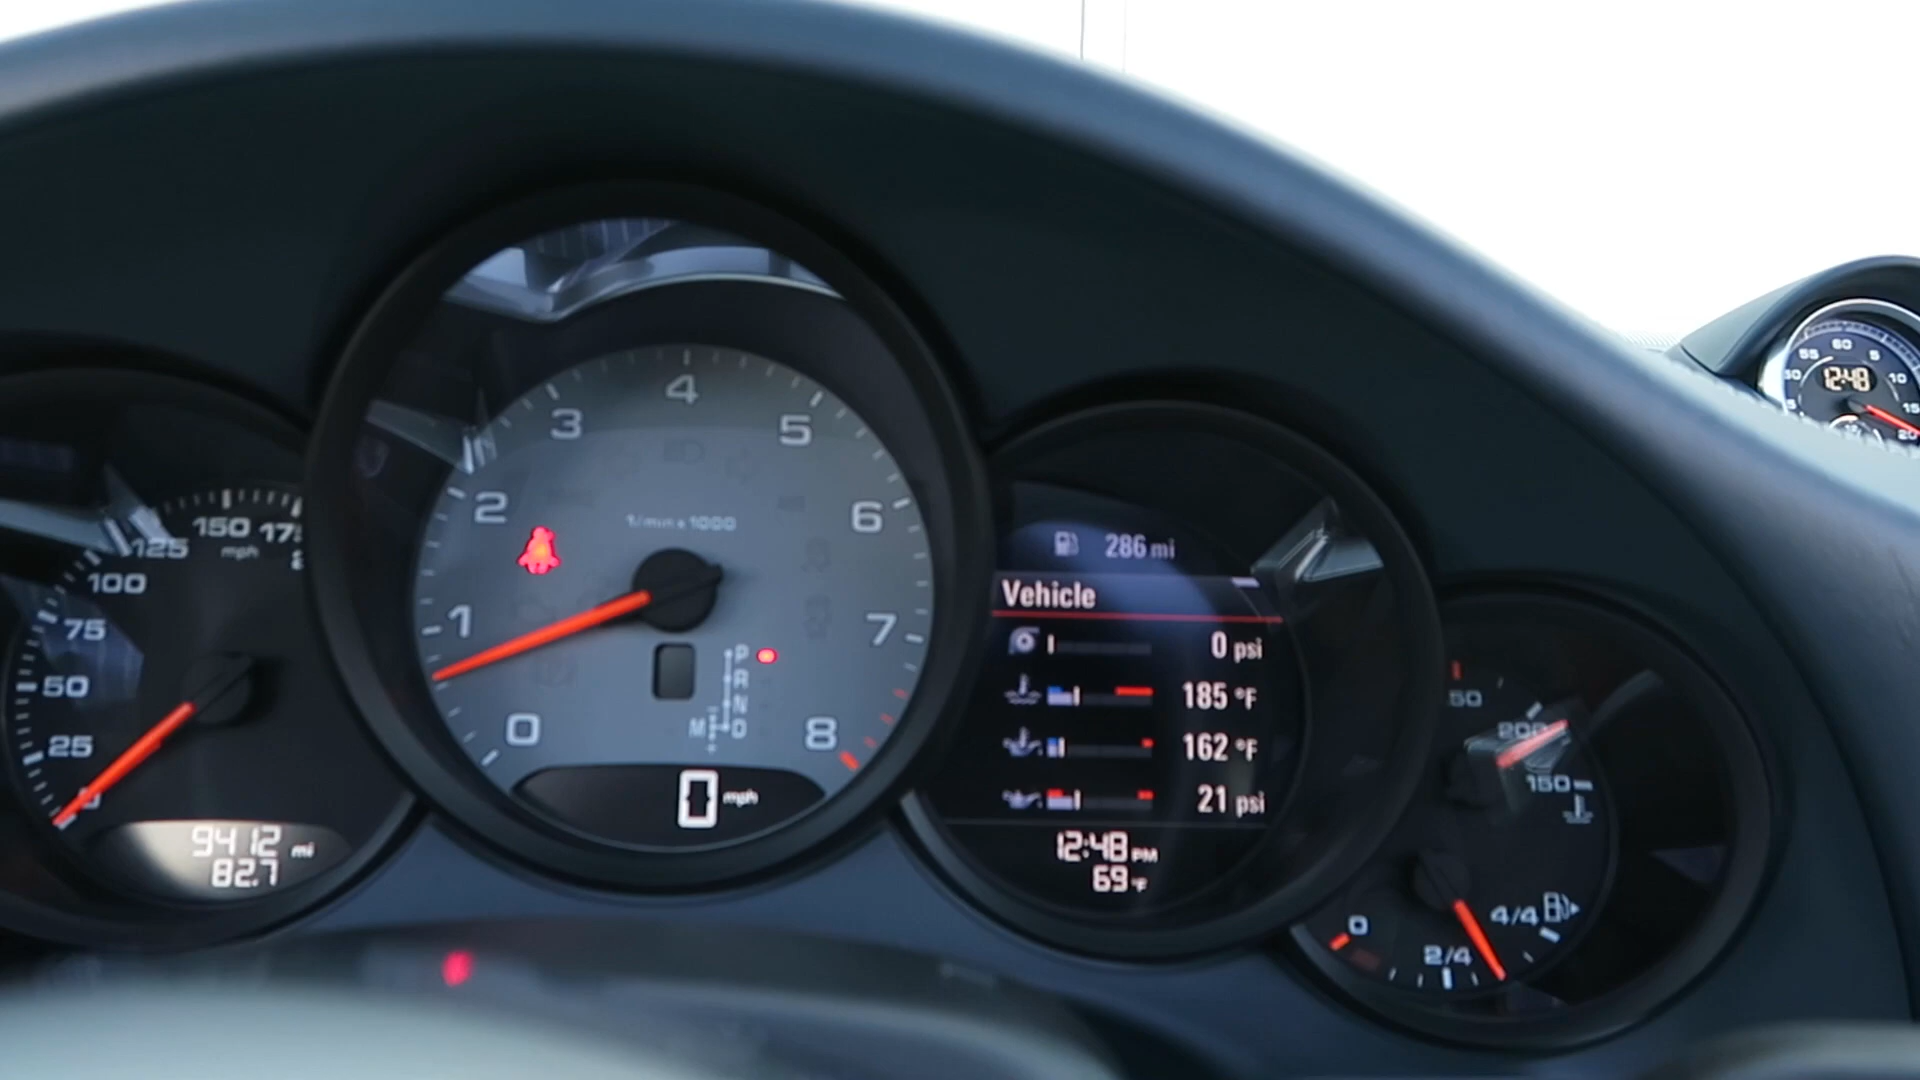 25
50
75
100
125
150
mph
9412 mi
82.7
0
1
2
3
4
5
6
7
8
1/min x 1000
P
R
N
M D
0 mph
286 mi
Vehicle
0 psi
185 °F
162 °F
21 psi
12:48 PM
69 °F
200
150
0
2/4
4/4
55 60 5
10
12:48
15
20